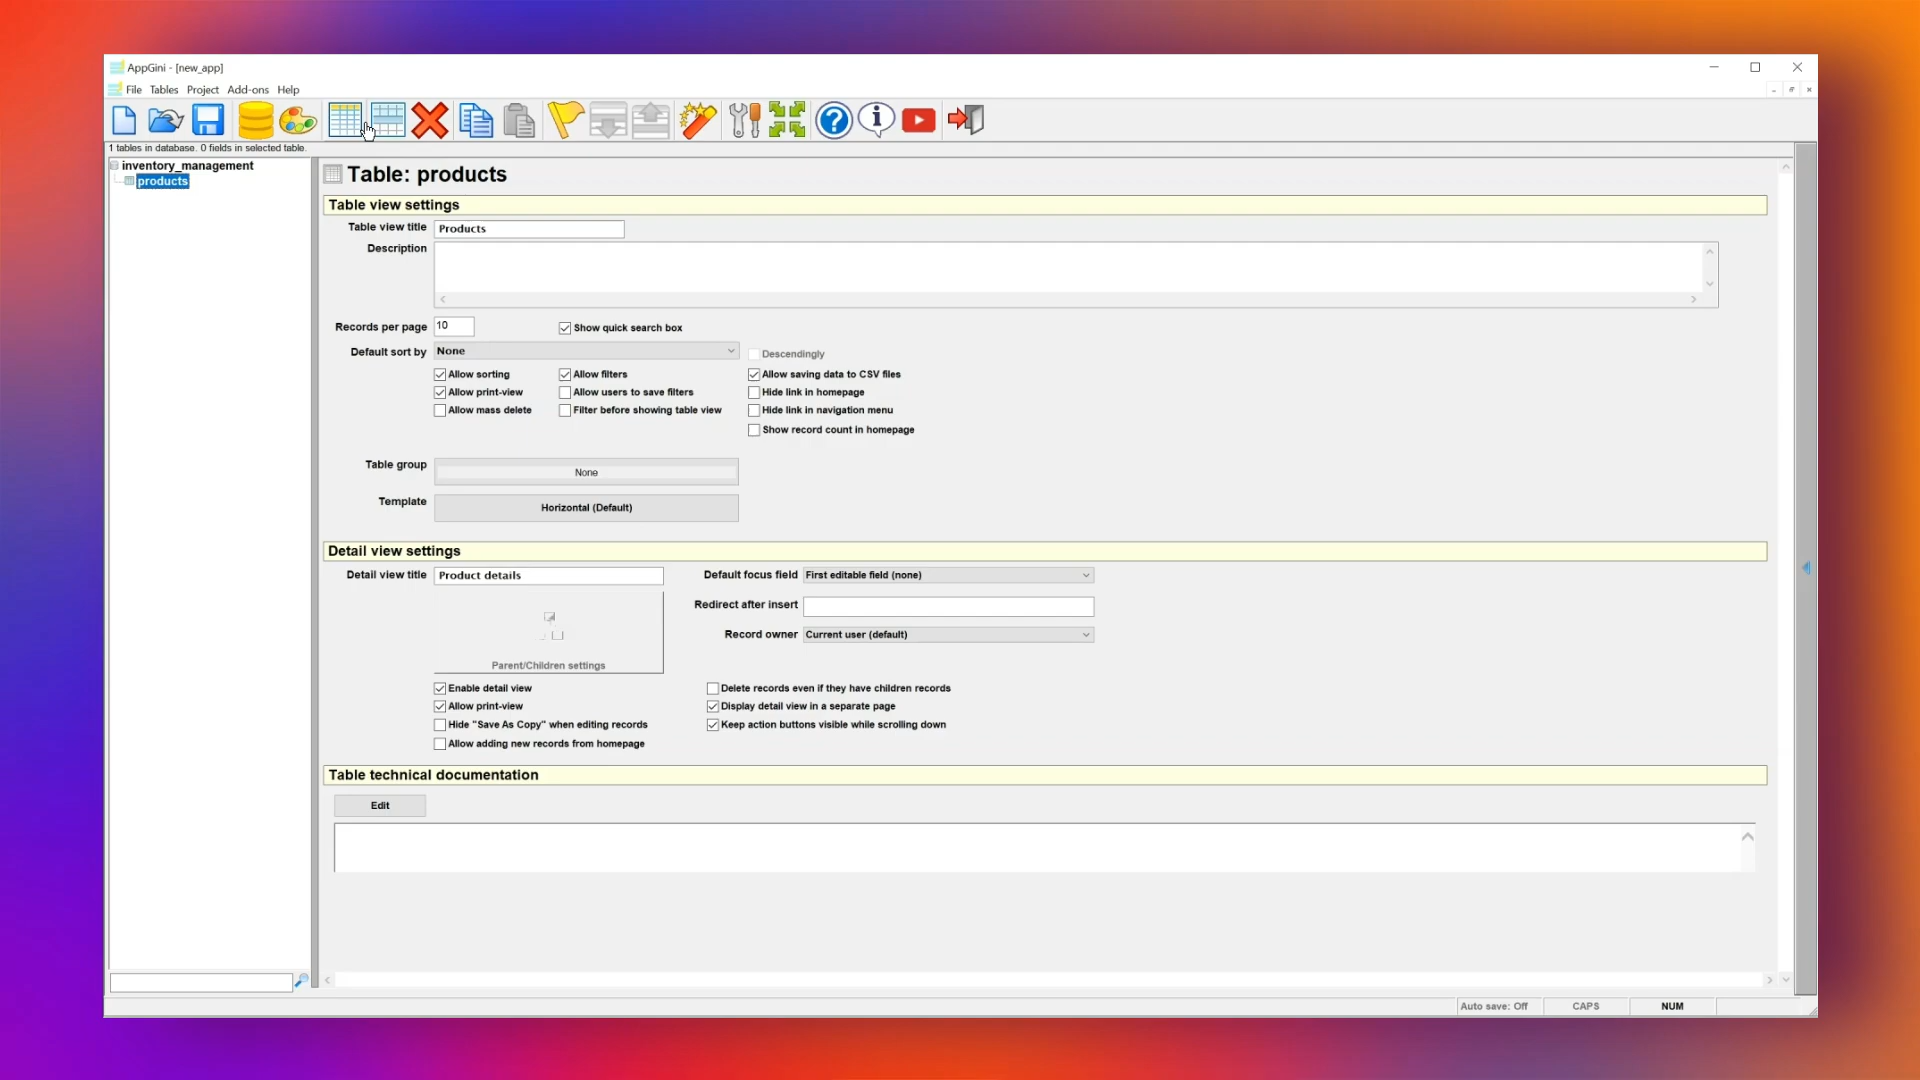 AppGini - [new_app]
File Tables Project Add-ons Help
1 tables in database. 0 fields in selected table.
inventory_management
products
Table: products
Table view settings
Table view title Products
Description
Records per page 10 Show quick search box
Default sort by None Descendingly
Allow sorting Allow filters Allow saving data to CSV files
Allow print-view Allow users to save filters Hide link in homepage
Allow mass delete Filter before showing table view Hide link in navigation menu
Show record count in homepage
Table group None
Template Horizontal (Default)
Detail view settings
Detail view title Product details Default focus field First editable field (none)
Redirect after insert
Record owner Current user (default)
Parent/Children settings
Enable detail view Delete records even if they have children records
Allow print-view Display detail view in a separate page
Hide "Save As Copy" when editing records Keep action buttons visible while scrolling down
Allow adding new records from homepage
Table technical documentation
Edit
Auto save: Off CAPS NUM